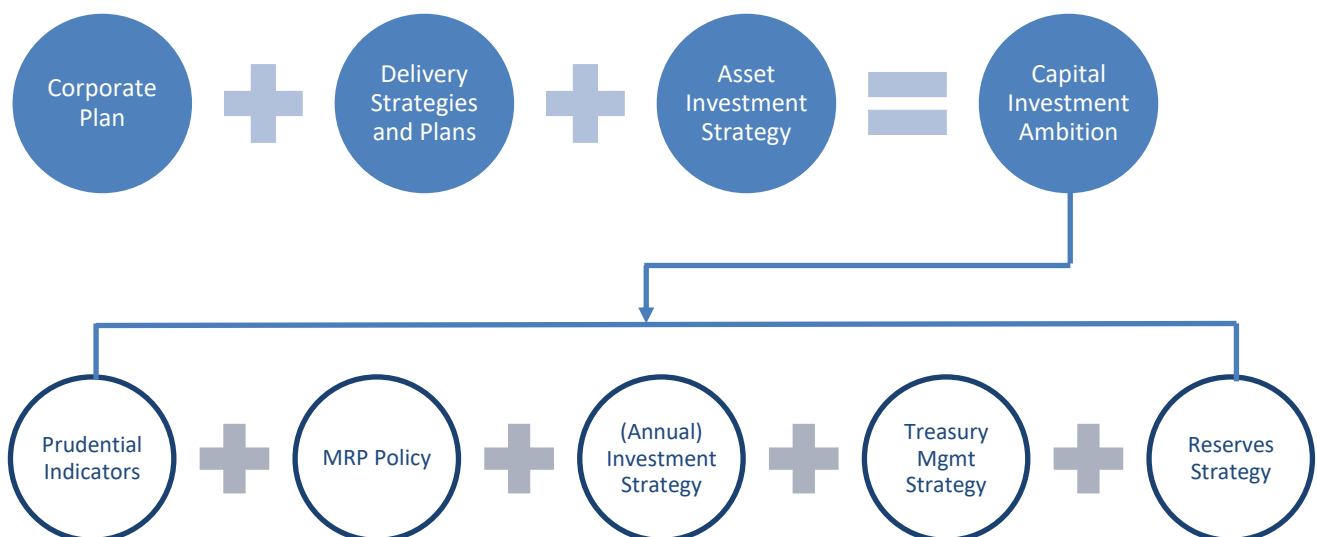 Corporate
Plan
Delivery
Strategies
and Plans
Asset
Investment
Strategy
Capital
Investment
Ambition
Prudential
Indicators
MRP Policy
(Annual)
Investment
Strategy
Treasury
Mgmt
Strategy
Reserves
Strategy